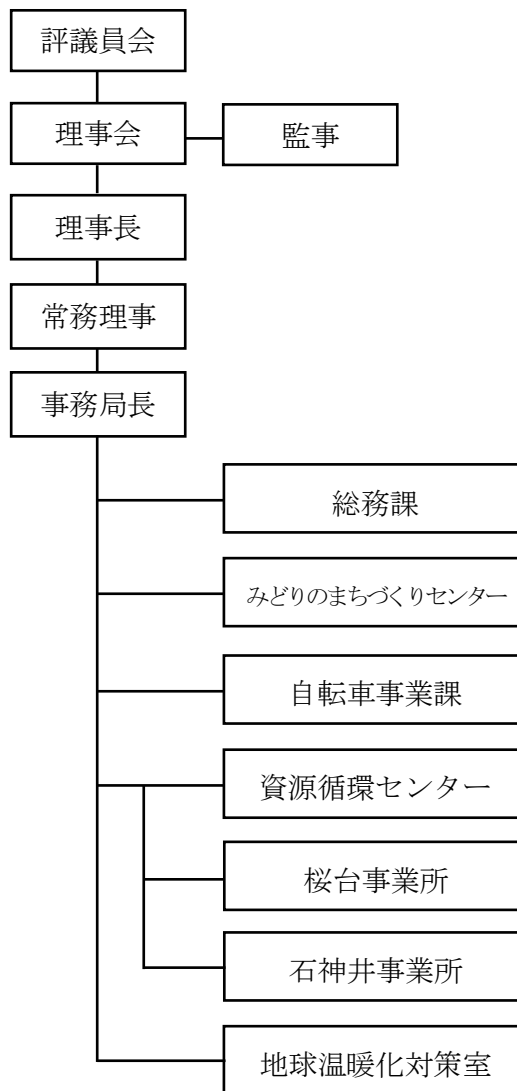 評議員会
理事会
監事
理事長
常務理事
事務局長
総務課
みどりのまちづくりセンター
自転車事業課
資源循環センター
桜台事業所
石神井事業所
地球温暖化対策室